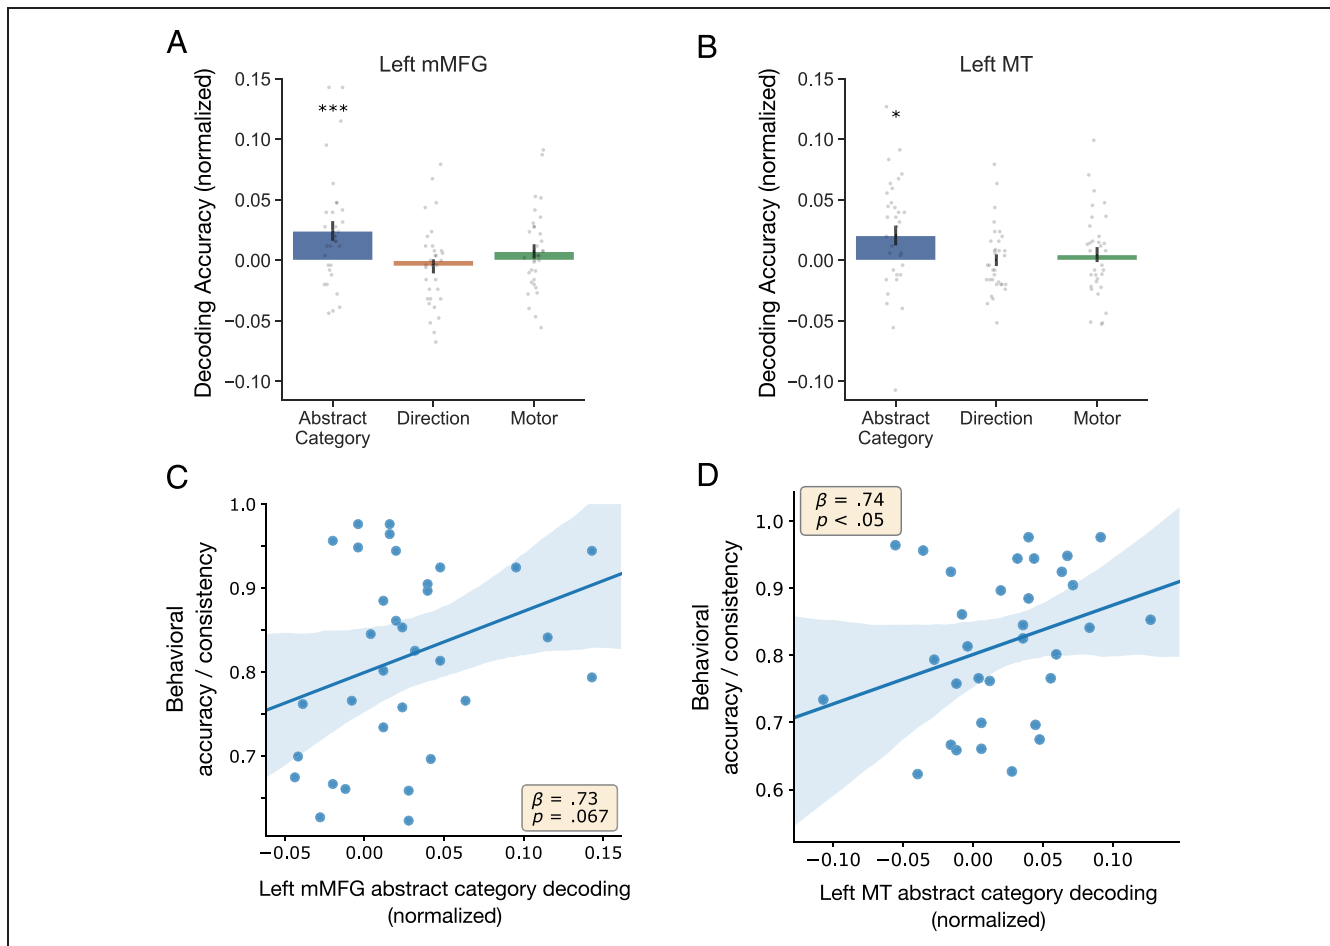 A
Left mMFG
Decoding Accuracy (normalized)
0.15
0.10
0.05
0.00
−0.05
−0.10
***
Abstract
Category
Direction
Motor
B
Left MT
Decoding Accuracy (normalized)
0.15
0.10
0.05
0.00
−0.05
−0.10
*
Abstract
Category
Direction
Motor
C
Behavioral
accuracy / consistency
1.0
0.9
0.8
0.7
β = .73
p = .067
−0.05
0.00
0.05
0.10
0.15
Left mMFG abstract category decoding
(normalized)
D
Behavioral
accuracy / consistency
β = .74
p < .05
1.0
0.9
0.8
0.7
0.6
−0.10
−0.05
0.00
0.05
0.10
Left MT abstract category decoding
(normalized)